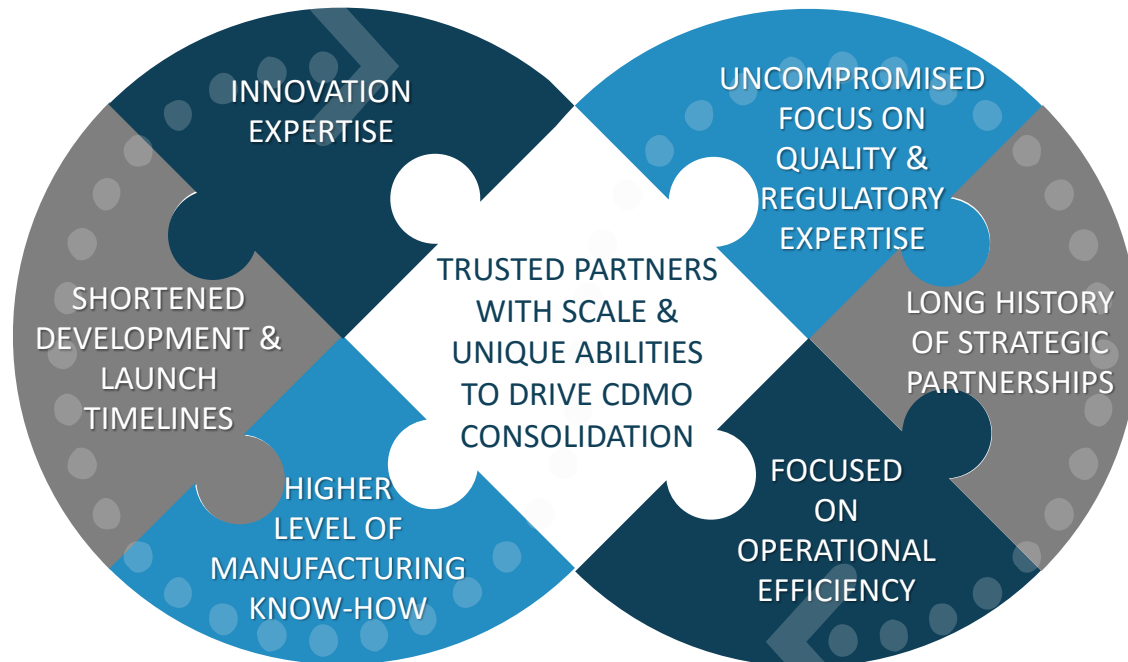 INNOVATION
EXPERTISE
UNCOMPROMISED
FOCUS ON
QUALITY &
REGULATORY
EXPERTISE
SHORTENED
DEVELOPMENT &
LAUNCH
TIMELINES
TRUSTED PARTNERS
WITH SCALE &
UNIQUE ABILITIES
TO DRIVE CDMO
CONSOLIDATION
LONG HISTORY
OF STRATEGIC
PARTNERSHIPS
HIGHER
LEVEL OF
MANUFACTURING
KNOW-HOW
FOCUSED
ON
OPERATIONAL
EFFICIENCY